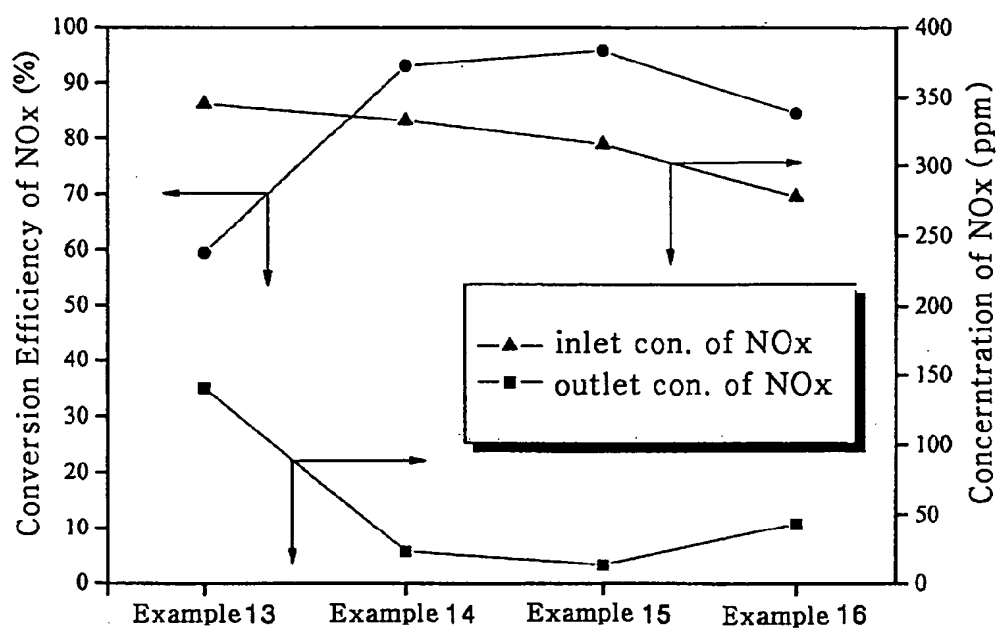 Conversion Efficiency of NOx (%)
100
90
80
70
60
50
40
30
20
10
0
400
350
300
250
200
150
100
50
0
Concerntration of NOx (ppm)
inlet con. of NOx
outlet con. of NOx
Example 13
Example 14
Example 15
Example 16